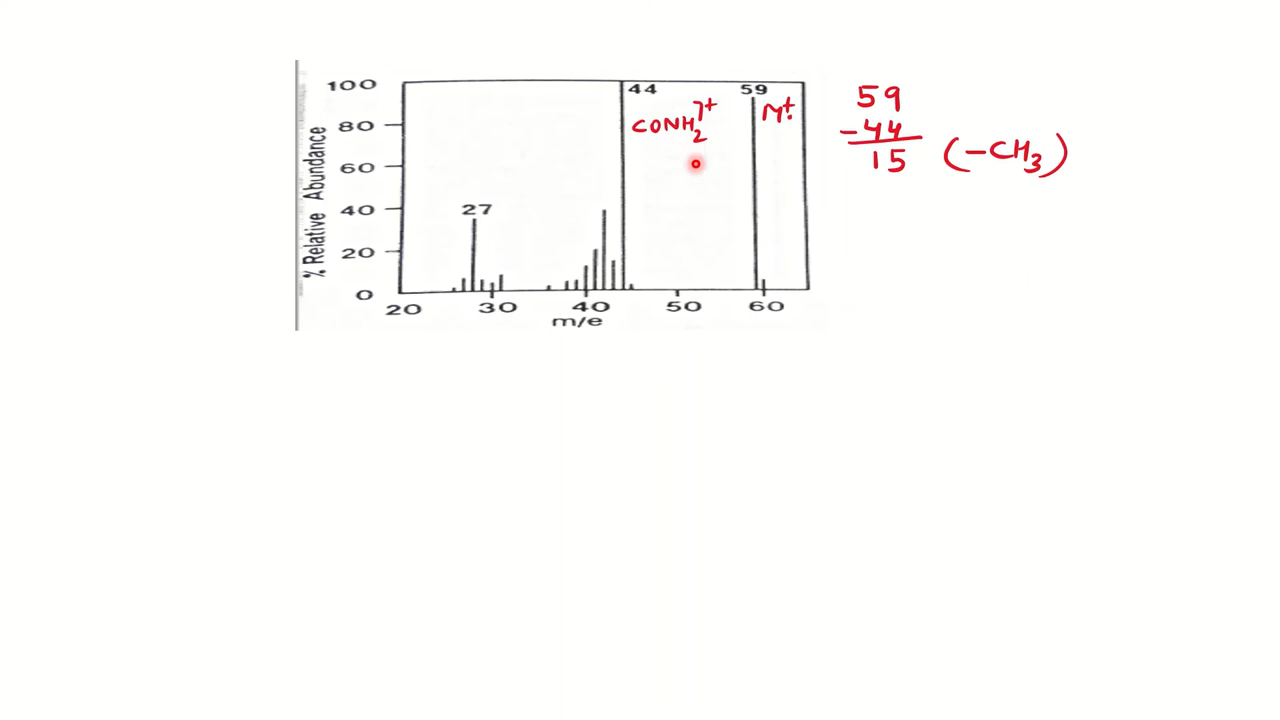 100
80
60
40
20
0
% Relative Abundance
27
44
59
CONH₂⁺
M⁺.
20 30 40 50 60
m/e
59
-44
15 (-CH₃)